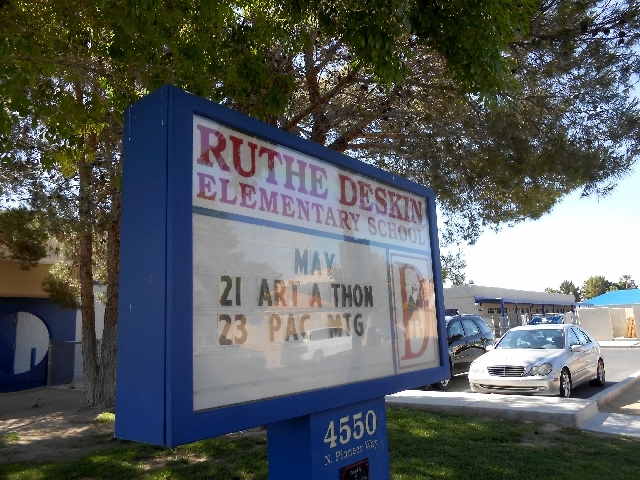 RUTHE DESKIN
ELEMENTARY SCHOOL
MAY
21 ART A THON
23 PAC MTG
D
4550
N. Pioneer Way